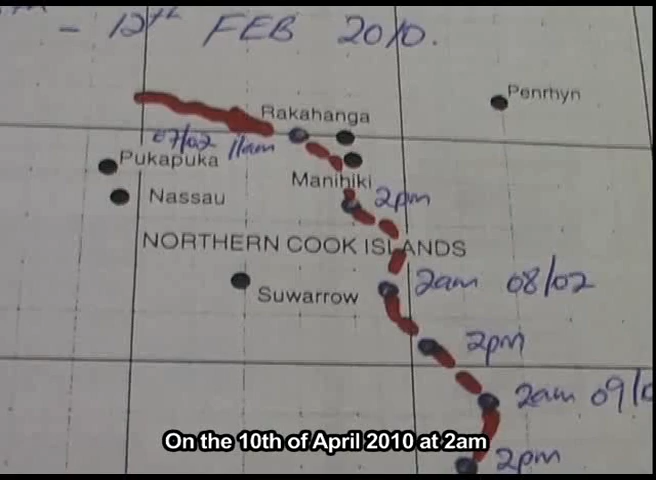 - 12th FEB 2010.
Penrhyn
Rakahanga
07/02 11am
Pukapuka
Manihiki
2pm
Nassau
NORTHERN COOK ISLANDS
2am 08/02
Suwarrow
2pm
2am 09/0
On the 10th of April 2010 at 2am
2pm